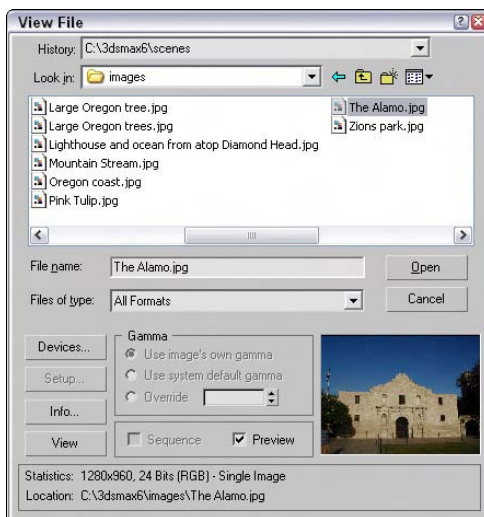 View File
History: C:\3dsmax6\scenes
Look in: images
Large Oregon tree.jpg
Large Oregon trees.jpg
Lighthouse and ocean from atop Diamond Head.jpg
Mountain Stream.jpg
Oregon coast.jpg
Pink Tulip.jpg
The Alamo.jpg
Zions park.jpg
File name: The Alamo.jpg Open
Files of type: All Formats Cancel
Devices...
Setup...
Info...
View
Gamma
Use image's own gamma
Use system default gamma
Override
Sequence Preview
Statistics: 1280x960, 24 Bits (RGB) - Single Image
Location: C:\3dsmax6\images\The Alamo.jpg